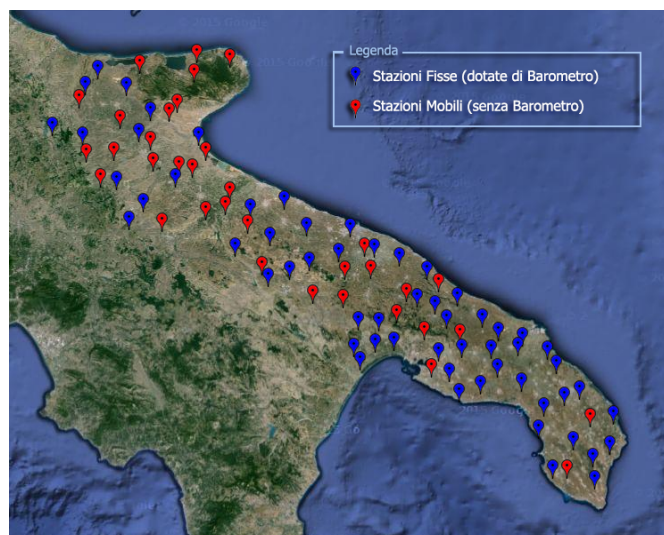 Legenda
Stazioni Fisse (dotate di Barometro)
Stazioni Mobili (senza Barometro)